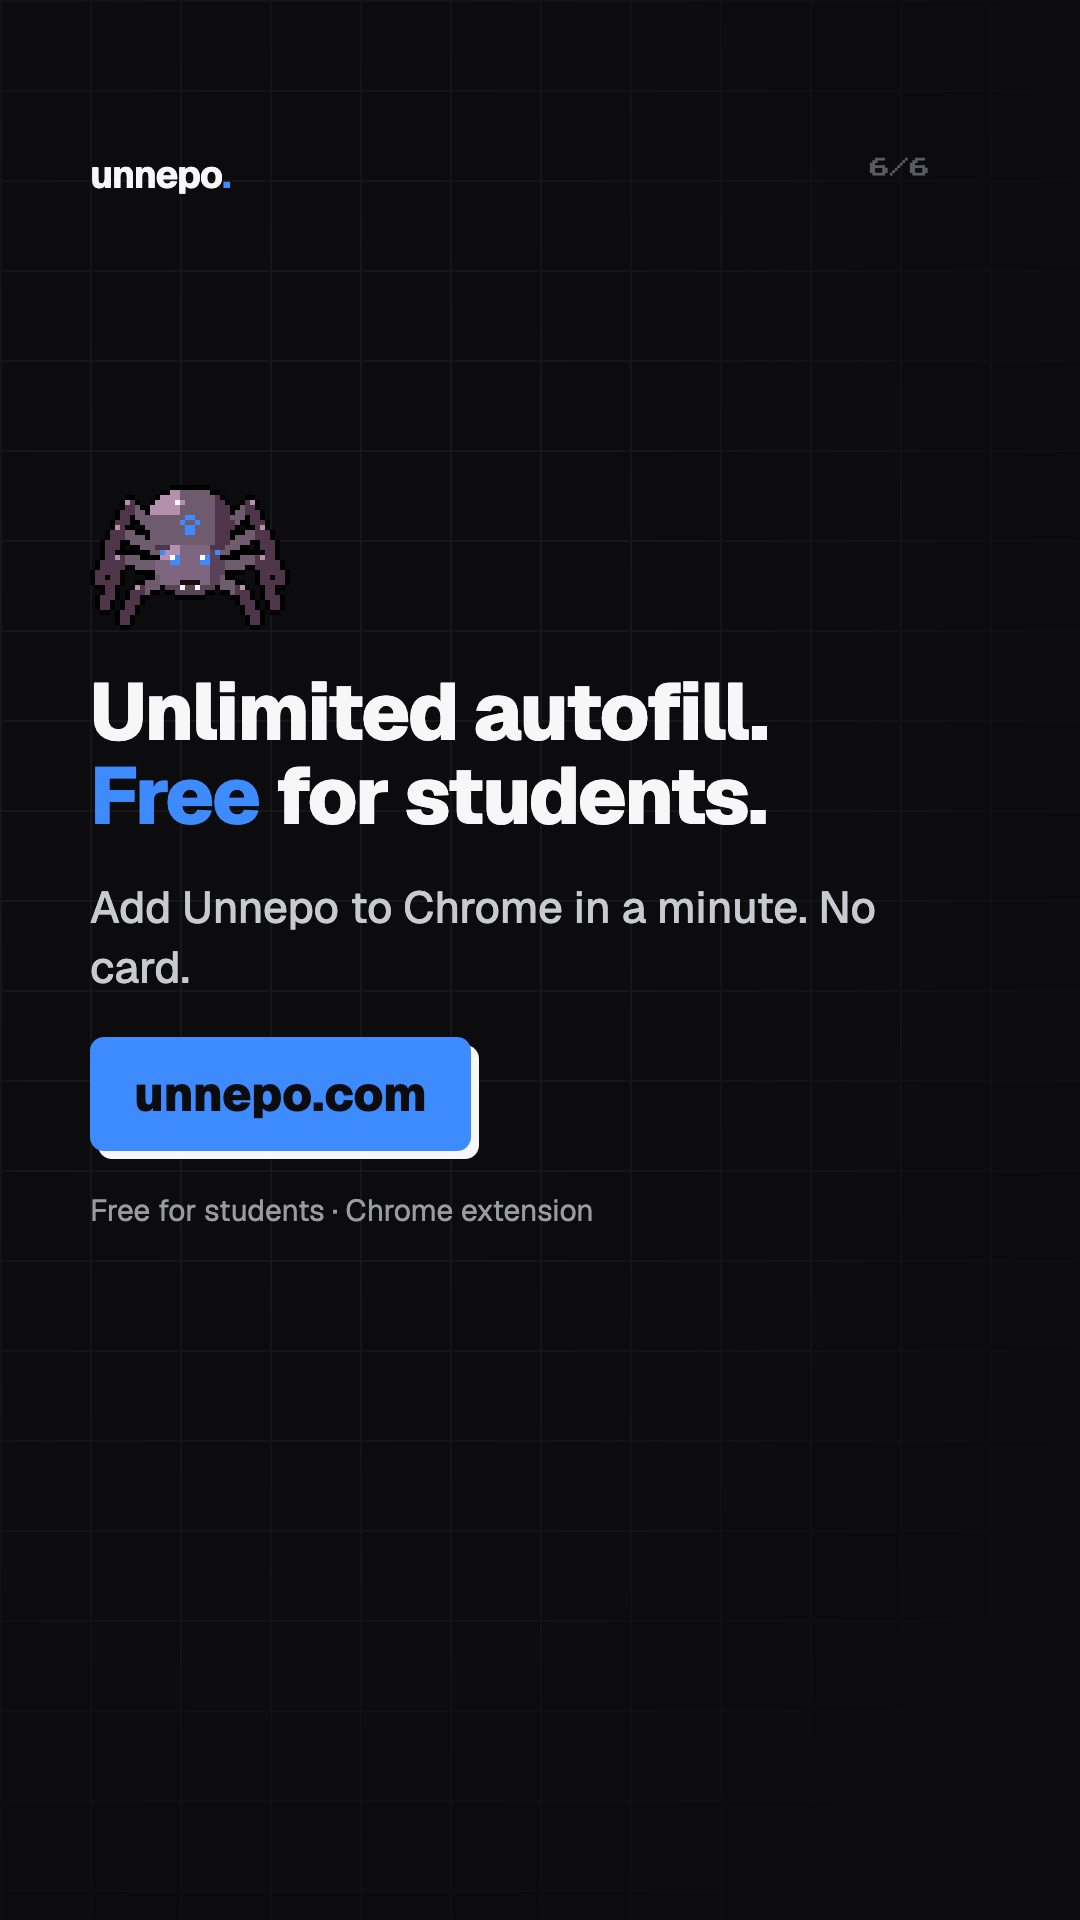 unnepo.
6/6
Unlimited autofill.
Free for students.
Add Unnepo to Chrome in a minute. No
card.
unnepo.com
Free for students · Chrome extension